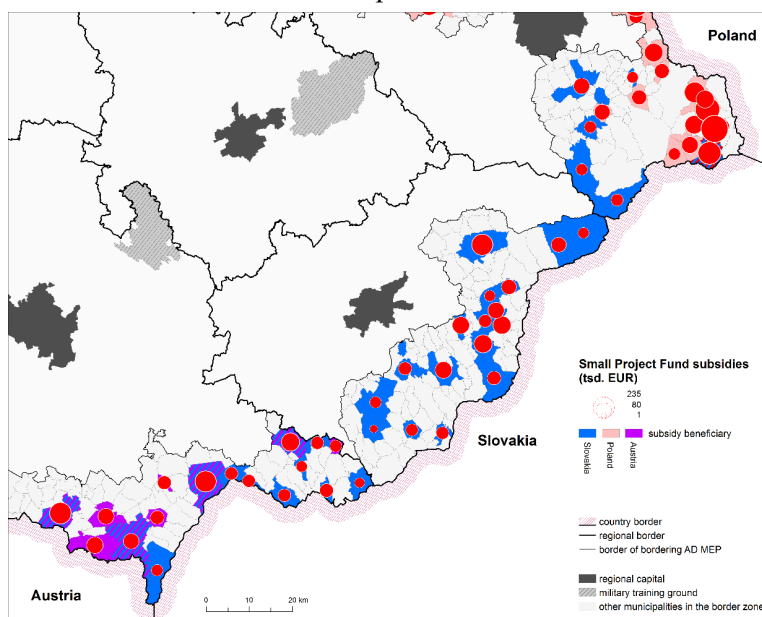 Poland
Small Project Fund subsidies
(tsd. EUR)
235
80
1
subsidy beneficiary
Slovakia
Poland
Austria
Slovakia
country border
regional border
border of bordering AD MEP
regional capital
military training ground
other municipalities in the border zone
Austria
0 10 20 km